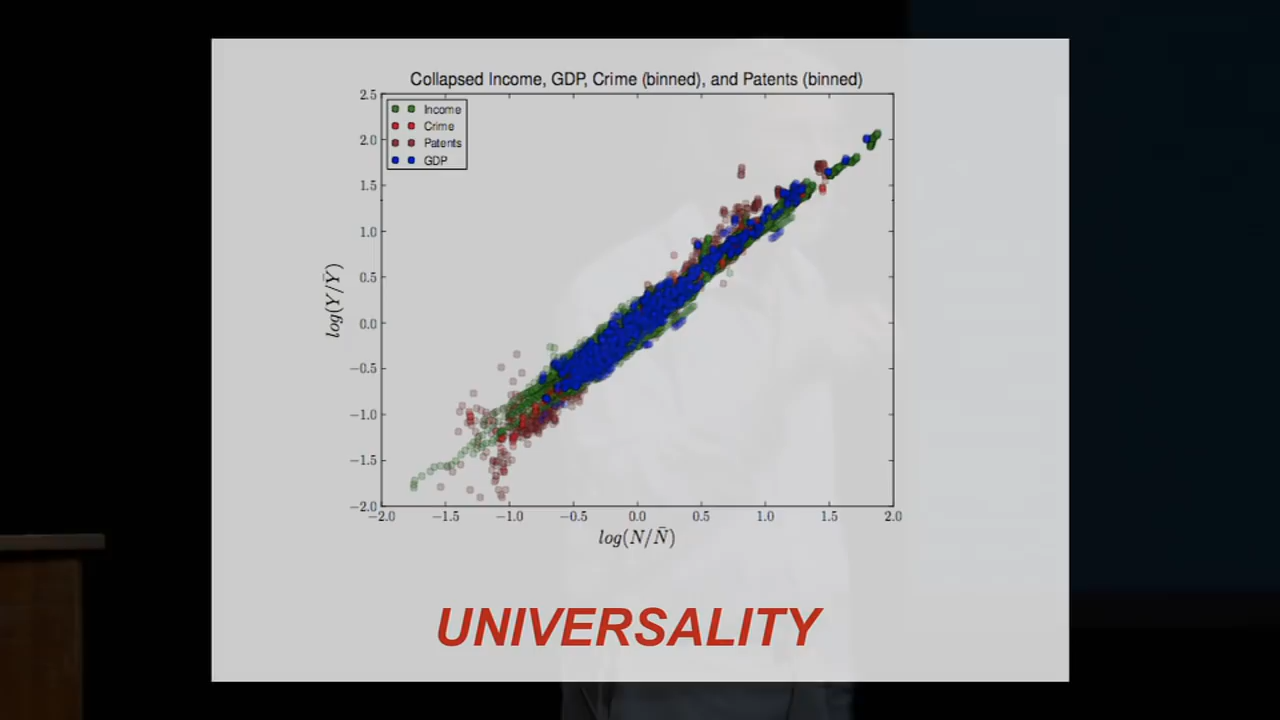 Collapsed Income, GDP, Crime (binned), and Patents (binned)
2.5
2.0
1.5
1.0
0.5
0.0
−0.5
−1.0
−1.5
−2.0
Income
Crime
Patents
GDP
log(Y/Ȳ)
−2.0 −1.5 −1.0 −0.5 0.0 0.5 1.0 1.5 2.0
log(N/N̄)
UNIVERSALITY